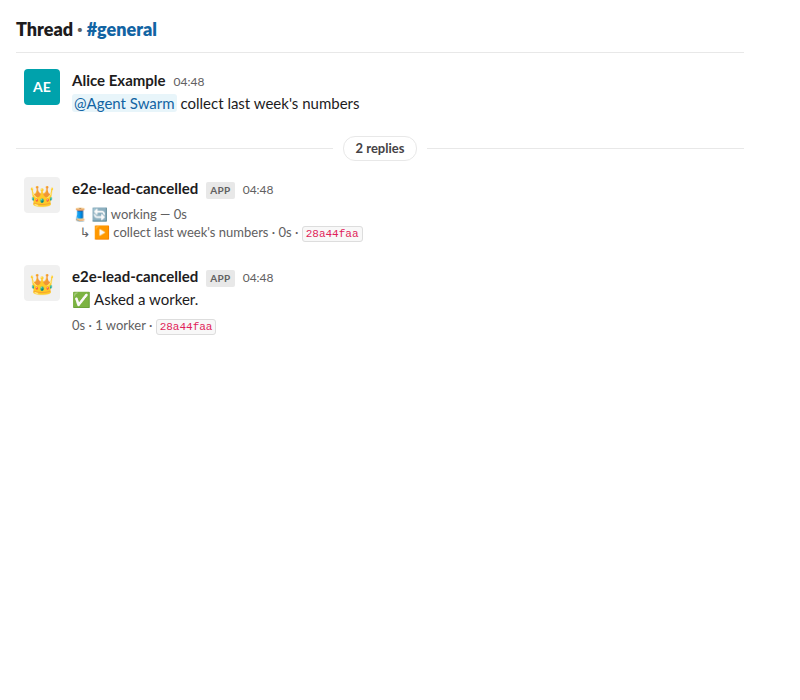 Thread • #general
AE
Alice Example 04:48
@Agent Swarm collect last week's numbers
2 replies
e2e-lead-cancelled APP 04:48
🧵 🔄 working — 0s
↳ ▶️ collect last week's numbers · 0s · 28a44faa
e2e-lead-cancelled APP 04:48
✅ Asked a worker.
0s · 1 worker · 28a44faa